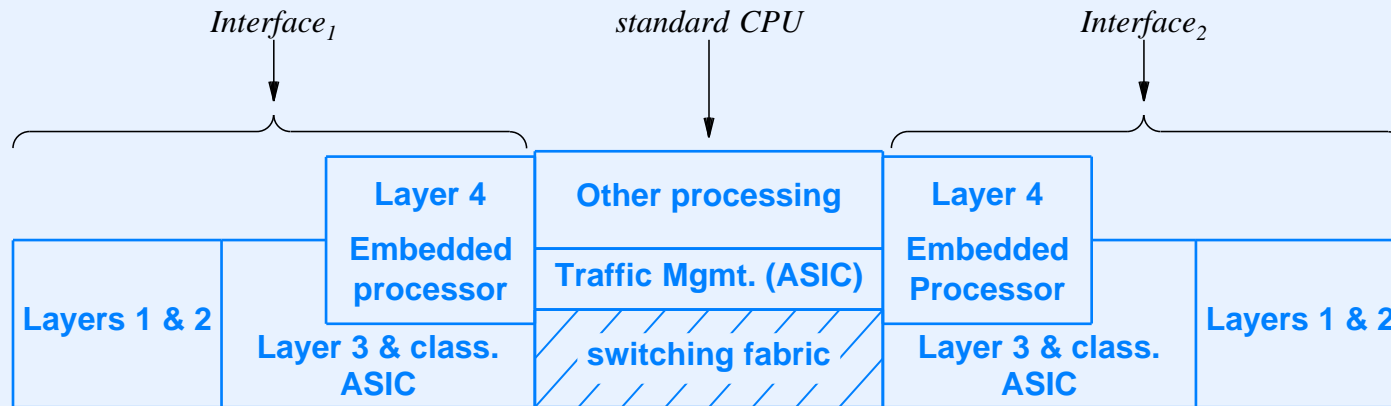 Interface1
standard CPU
Interface2
Layer 4
Embedded
processor
Other processing
Layer 4
Embedded
Processor
Traffic Mgmt. (ASIC)
Layers 1 & 2
Layer 3 & class.
ASIC
switching fabric
Layer 3 & class.
ASIC
Layers 1 & 2